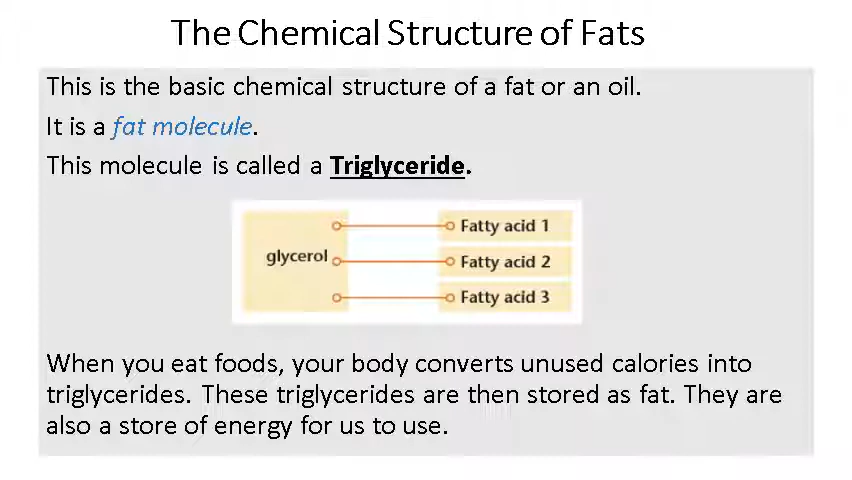 The Chemical Structure of Fats
This is the basic chemical structure of a fat or an oil.
It is a fat molecule.
This molecule is called a Triglyceride.
glycerol
Fatty acid 1
Fatty acid 2
Fatty acid 3
When you eat foods, your body converts unused calories into
triglycerides. These triglycerides are then stored as fat. They are
also a store of energy for us to use.